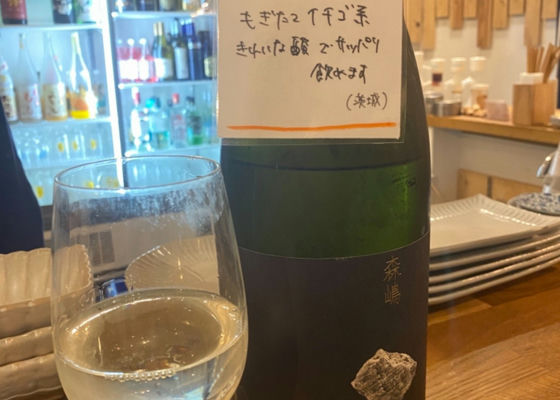 もぎたてイチゴ系
きれいな酸でサッパリ
飲めます
(茨城)
森嶋